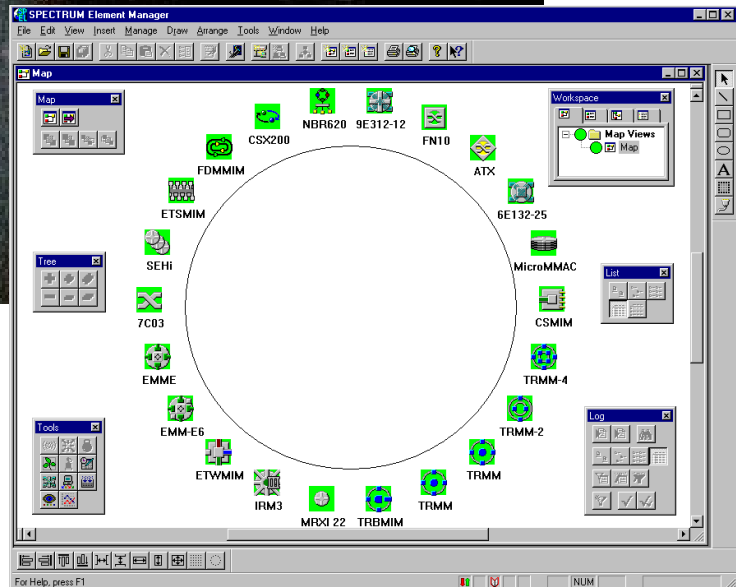 SPECTRUM Element Manager
File Edit View Insert Manage Draw Arrange Tools Window Help
Map
Map
Workspace
Map Views
Map
NBR620
9E312-12
CSX200
FN10
FDMMIM
ATX
ETSMIM
6E132-25
SEHi
MicroMMAC
Tree
List
7C03
CSMIM
EMME
TRMM-4
EMM-E6
TRMM-2
Tools
Log
ETWMIM
TRMM
IRM3
TRMM
MRXI 22
TRBMIM
A
For Help, press F1
NUM